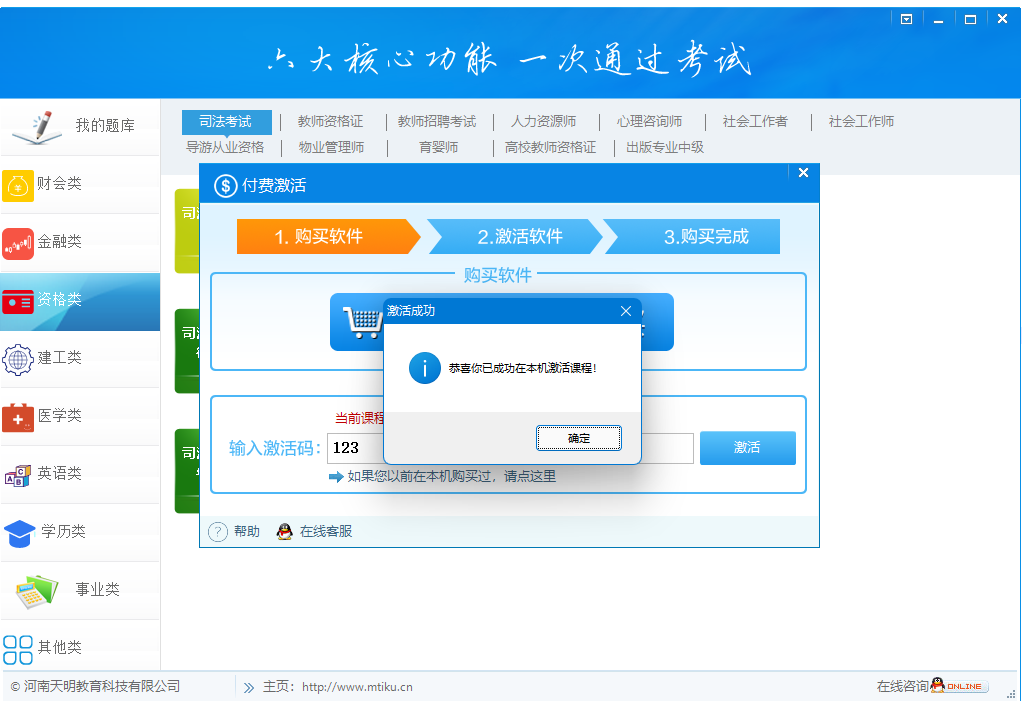 六大核心功能 一次通过考试
我的题库
财会类
金融类
资格类
建工类
医学类
英语类
学历类
事业类
其他类
司法考试 教师资格证 教师招聘考试 人力资源师 心理咨询师 社会工作者 社会工作师
导游从业资格 物业管理师 育婴师 高校教师资格证 出版专业中级
司
司
司
付费激活
1. 购买软件 2.激活软件 3.购买完成
购买软件
激活成功
恭喜你已成功在本机激活课程!
确定
当前课程
输入激活码: 123 激活
如果您以前在本机购买过, 请点这里
? 帮助 在线客服
© 河南天明教育科技有限公司 主页: http://www.mtiku.cn 在线咨询 ONLINE